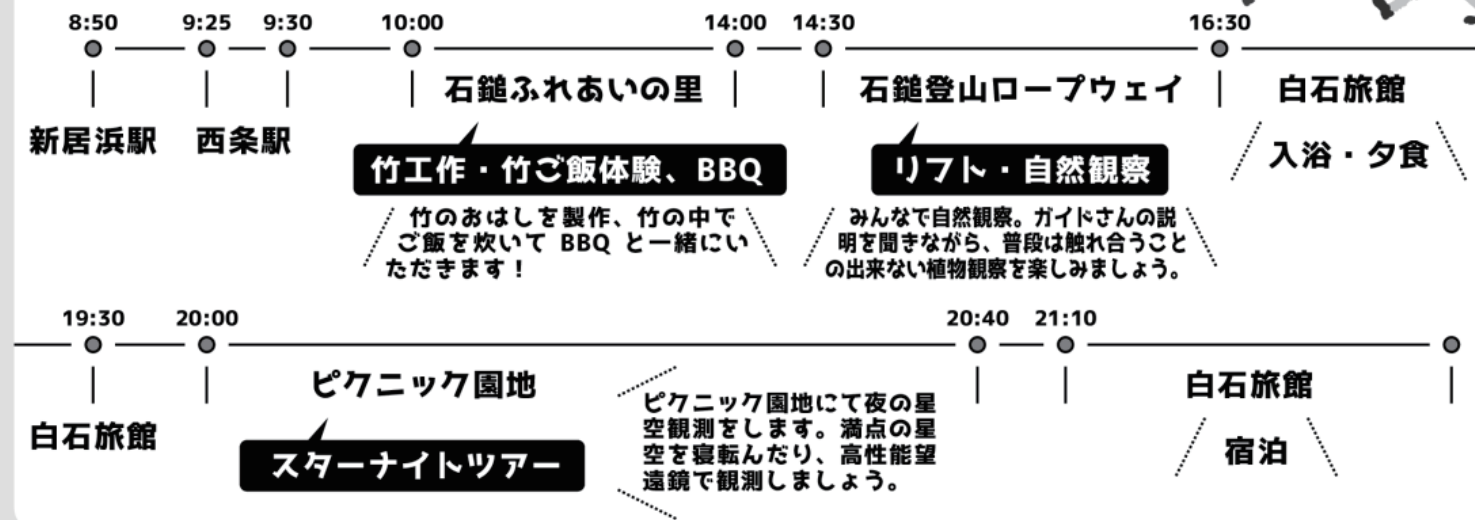 8:50 9:25 9:30 10:00 14:00 14:30 16:30
石鎚ふれあいの里 石鎚登山ロープウェイ 白石旅館
新居浜駅 西条駅
入浴・夕食
竹工作・竹ご飯体験、BBQ
リフト・自然観察
竹のおはしを製作、竹の中で
ご飯を炊いて BBQ と一緒にい
ただきます！
みんなで自然観察。ガイドさんの説
明を聞きながら、普段は触れ合うこと
の出来ない植物観察を楽しみましょう。
19:30 20:00 20:40 21:10
ピクニック園地 白石旅館
白石旅館
スターナイトツアー
ピクニック園地にて夜の星
空観測をします。満点の星
空を寝転んだり、高性能望
遠鏡で観測しましょう。
宿泊